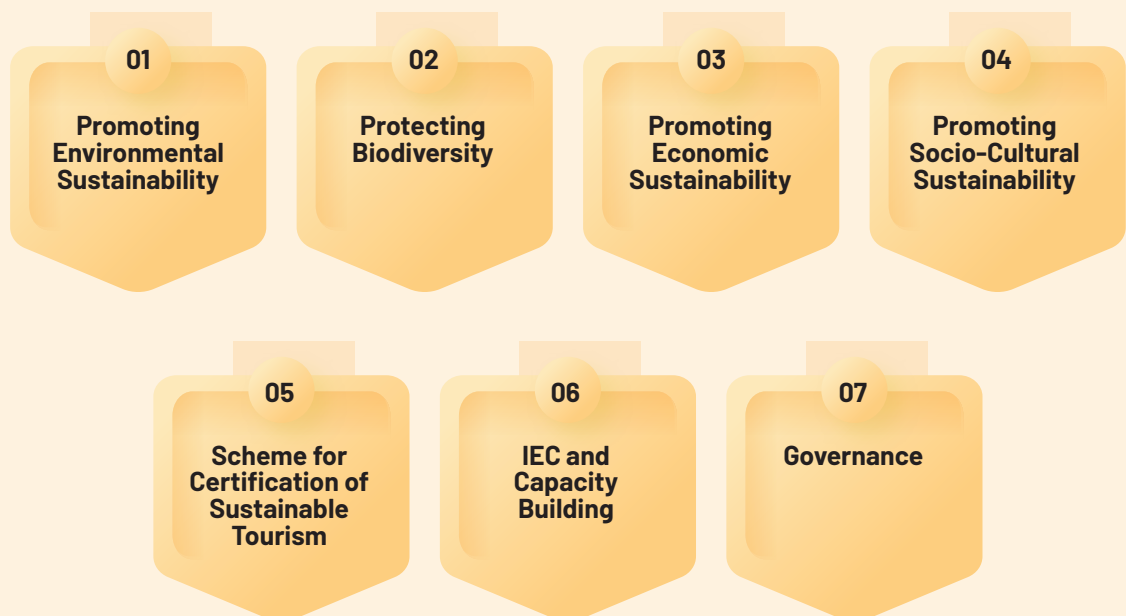 01
Promoting
Environmental
Sustainability
02
Protecting
Biodiversity
03
Promoting
Economic
Sustainability
04
Promoting
Socio-Cultural
Sustainability
05
Scheme for
Certification of
Sustainable
Tourism
06
IEC and
Capacity
Building
07
Governance